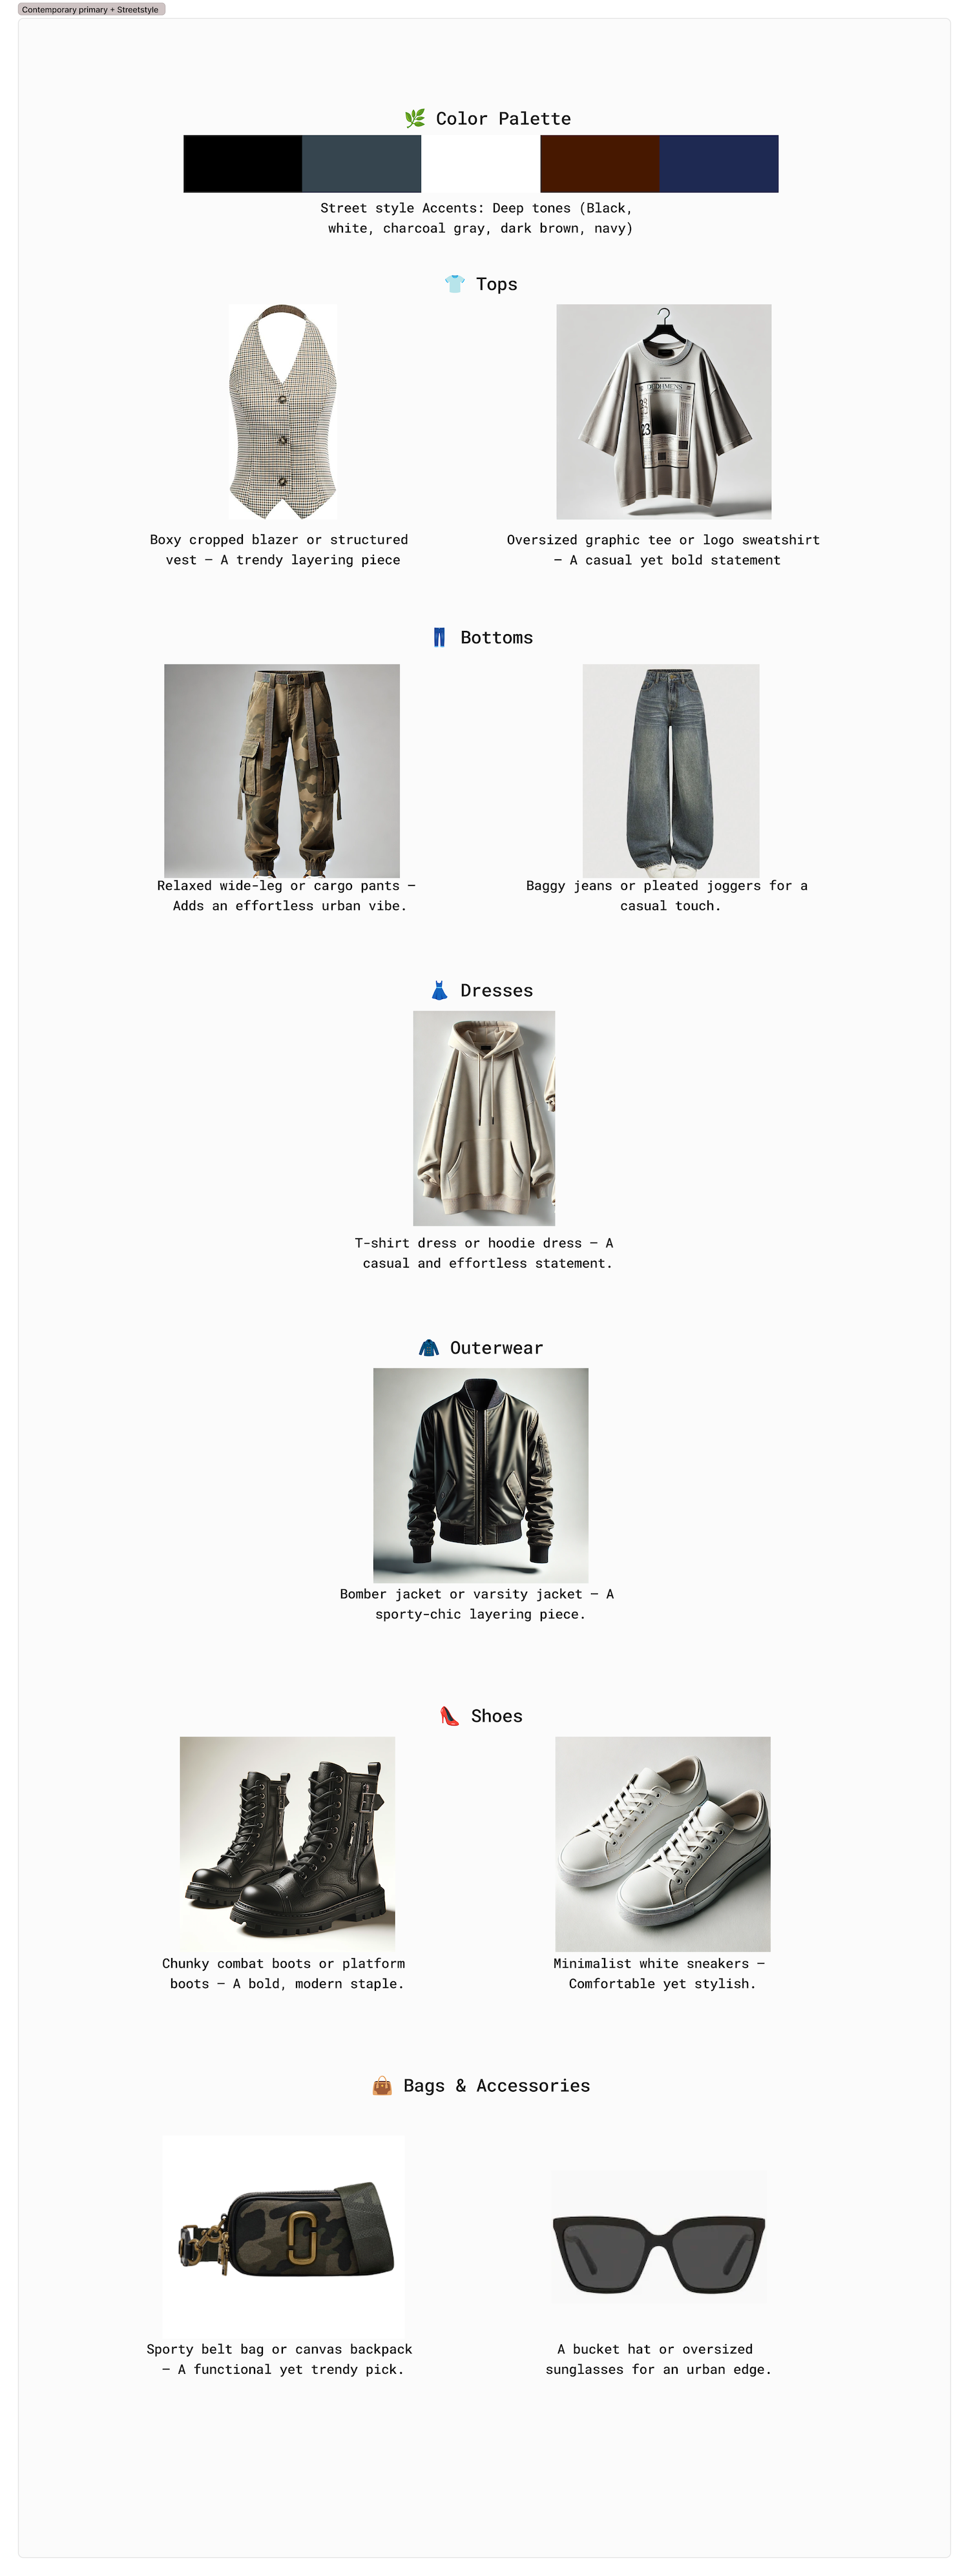 Contemporary primary + Streetstyle
🌿 Color Palette
Street style Accents: Deep tones (Black,
white, charcoal gray, dark brown, navy)
👕 Tops
23
Boxy cropped blazer or structured
vest – A trendy layering piece
Oversized graphic tee or logo sweatshirt
– A casual yet bold statement
👖 Bottoms
Relaxed wide-leg or cargo pants –
Adds an effortless urban vibe.
Baggy jeans or pleated joggers for a
casual touch.
👗 Dresses
T-shirt dress or hoodie dress – A
casual and effortless statement.
🧥 Outerwear
Bomber jacket or varsity jacket – A
sporty-chic layering piece.
👠 Shoes
Chunky combat boots or platform
boots – A bold, modern staple.
Minimalist white sneakers –
Comfortable yet stylish.
👜 Bags & Accessories
Sporty belt bag or canvas backpack
– A functional yet trendy pick.
A bucket hat or oversized
sunglasses for an urban edge.